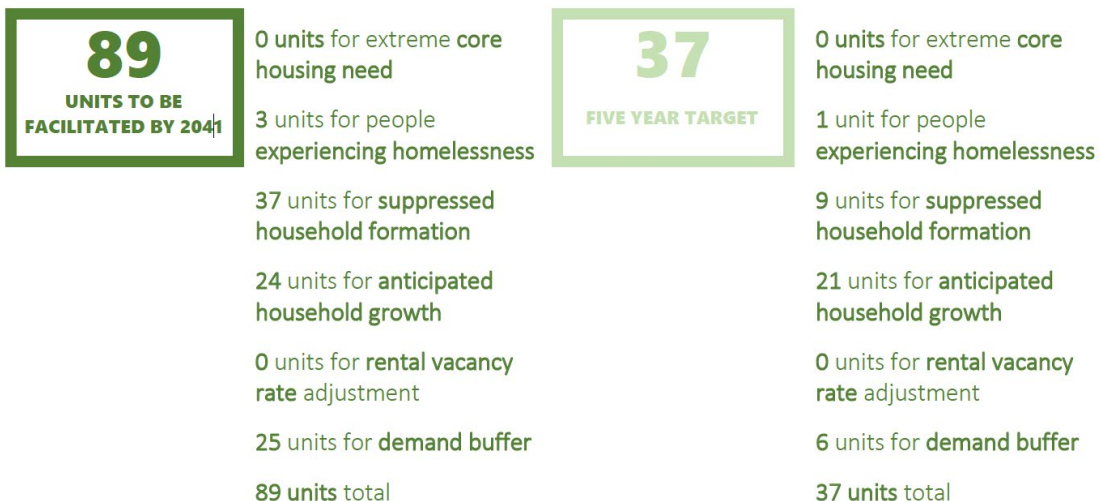 89
UNITS TO BE
FACILITATED BY 2041
0 units for extreme core
housing need
3 units for people
experiencing homelessness
37 units for suppressed
household formation
24 units for anticipated
household growth
0 units for rental vacancy
rate adjustment
25 units for demand buffer
89 units total
37
FIVE YEAR TARGET
0 units for extreme core
housing need
1 unit for people
experiencing homelessness
9 units for suppressed
household formation
21 units for anticipated
household growth
0 units for rental vacancy
rate adjustment
6 units for demand buffer
37 units total